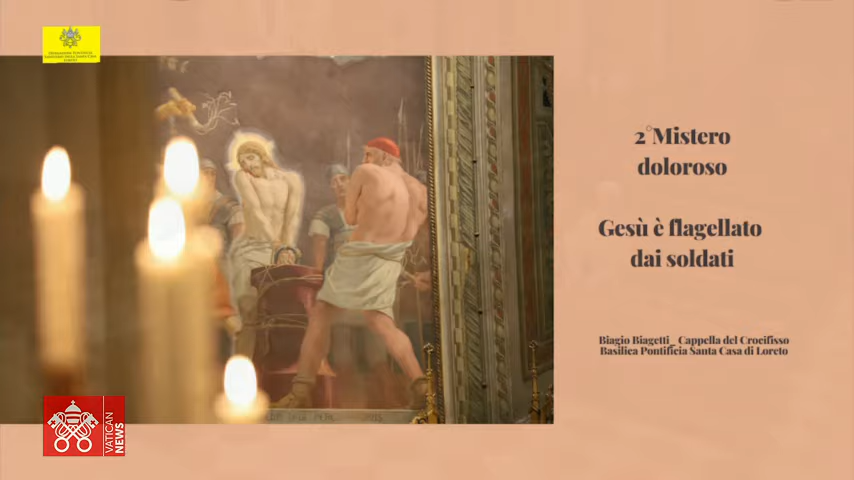 2° Mistero
doloroso
Gesù è flagellato
dai soldati
Biagio Biagetti_ Cappella del Crocifisso
Basilica Pontificia Santa Casa di Loreto
VATICAN
NEWS